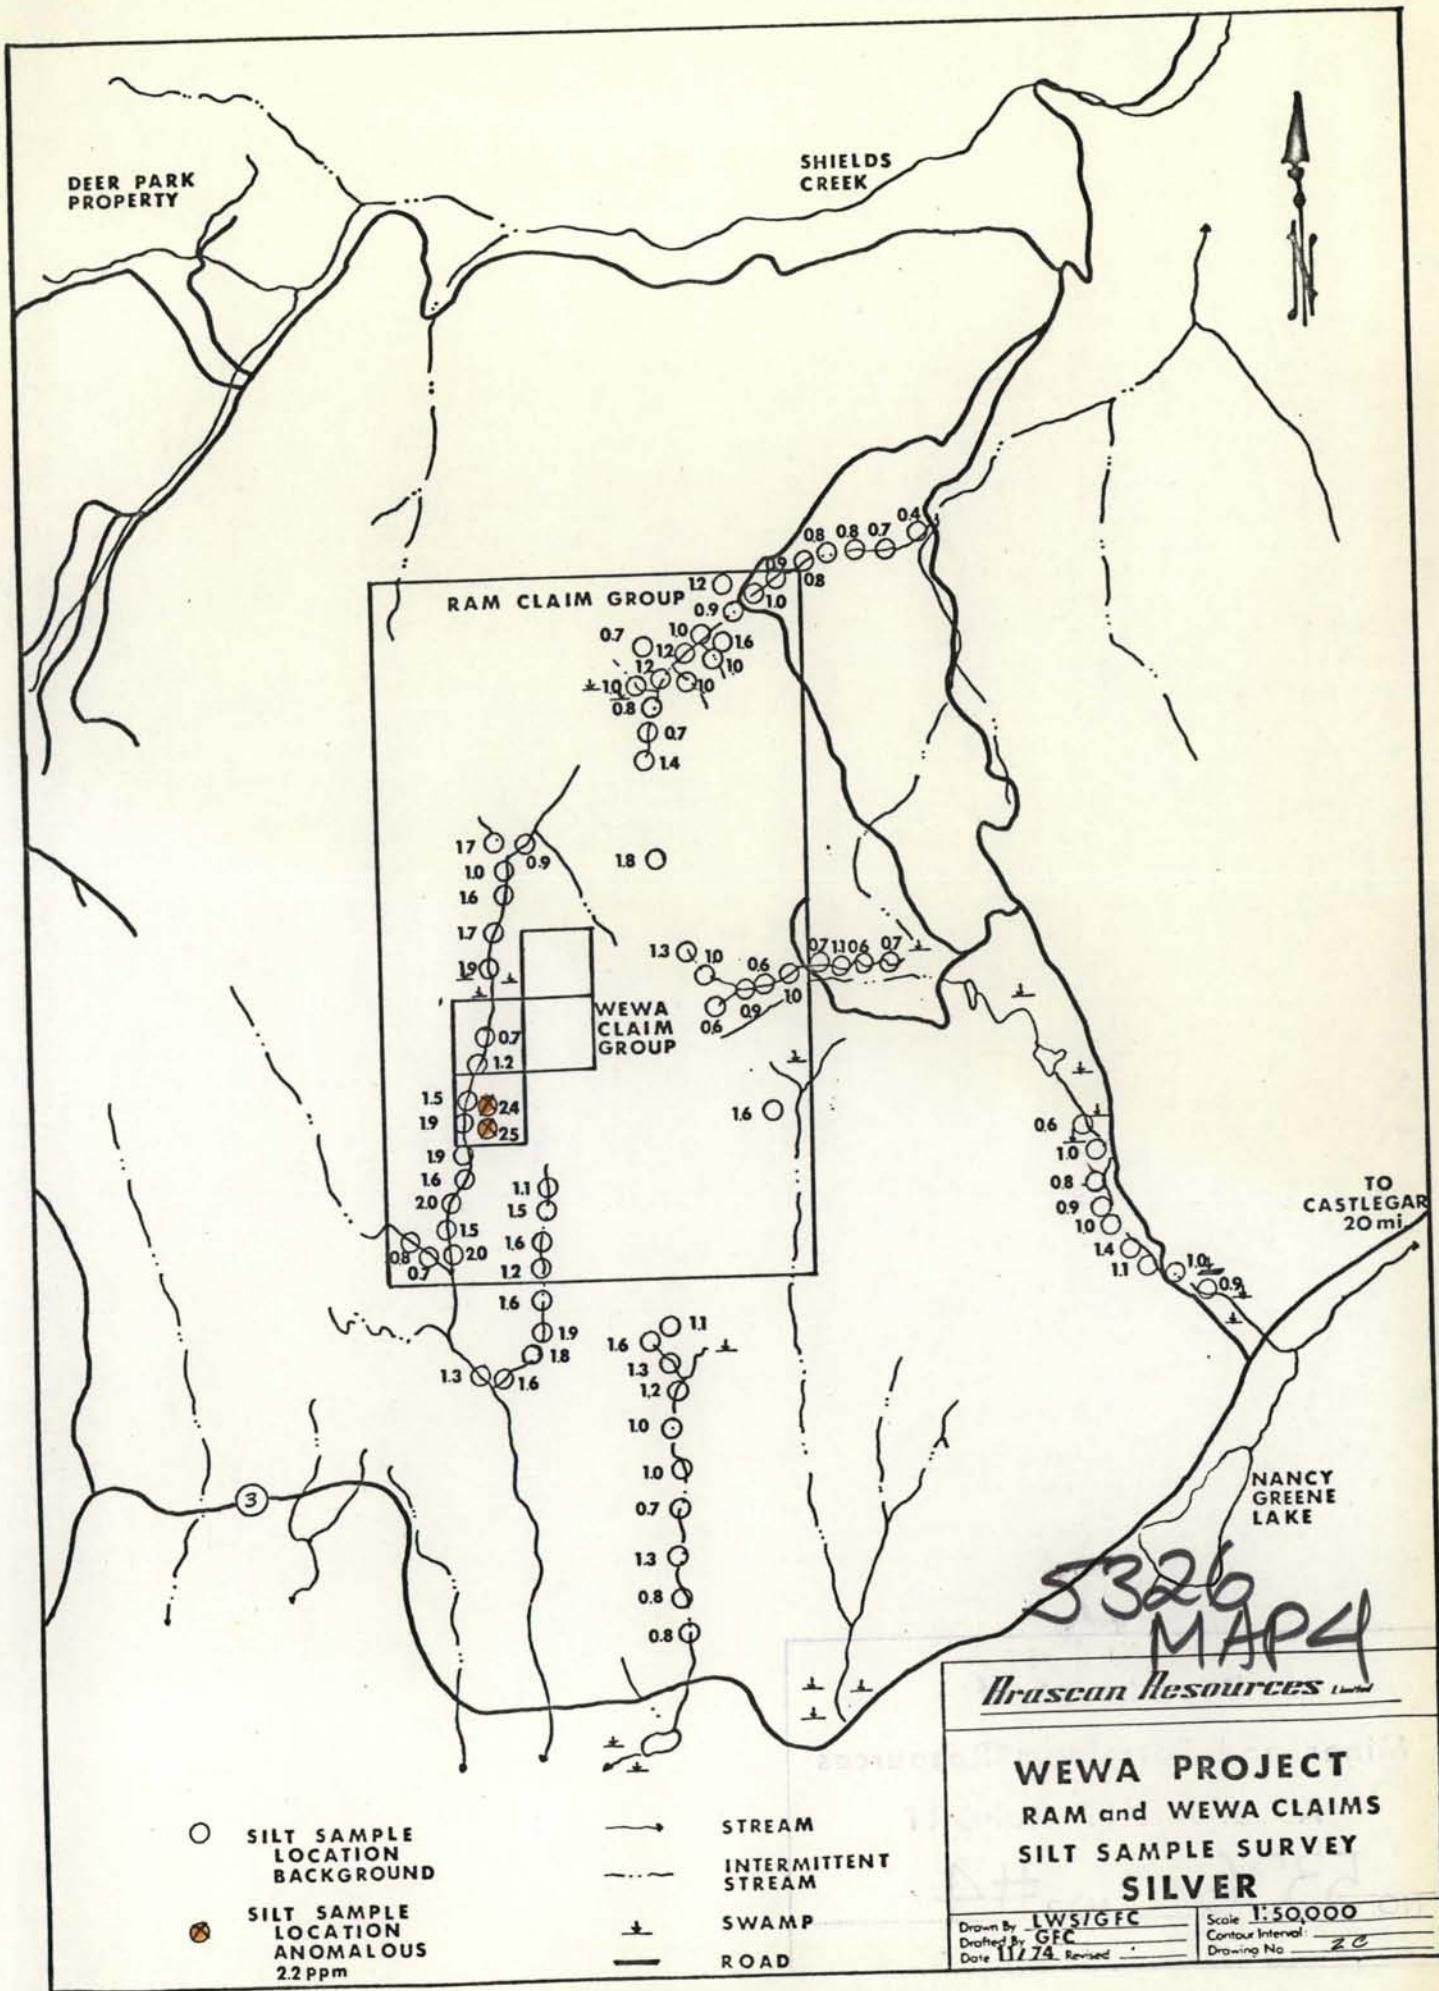 DEER PARK
PROPERTY
SHIELDS
CREEK
N
0.4
0.8
0.8
0.7
0.9
0.8
1.2
1.0
RAM CLAIM GROUP
0.9
0.7
1.0
1.6
1.2
1.0
1.2
1.0
1.0
0.8
0.7
1.4
17
0.9
1.8
1.0
1.6
1.7
1.9
1.3
1.0
0.6
0.7
1.1
0.6
0.7
1.0
0.9
0.6
WEWA
CLAIM
GROUP
0.7
1.2
1.5
24
1.9
25
1.6
0.6
1.0
1.9
1.6
1.1
0.8
2.0
1.5
0.9
1.5
1.6
1.0
0.8
0.7
2.0
1.2
1.4
1.1
1.0
0.9
TO
CASTLEGAR
20 mi.
1.6
1.9
1.8
1.3
1.6
1.1
1.6
1.3
1.2
1.0
1.0
0.7
1.3
0.8
0.8
3
NANCY
GREENE
LAKE
5326
MAP4
Arascan Resources Limited
WEWA PROJECT
RAM and WEWA CLAIMS
SILT SAMPLE SURVEY
SILVER
Drawn By LWS/GFC
Drafted By GFC
Date 11/74 Revised
Scale 1:50,000
Contour Interval:
Drawing No 2C
SILT SAMPLE
LOCATION
BACKGROUND
SILT SAMPLE
LOCATION
ANOMALOUS
2.2 ppm
STREAM
INTERMITTENT
STREAM
SWAMP
ROAD